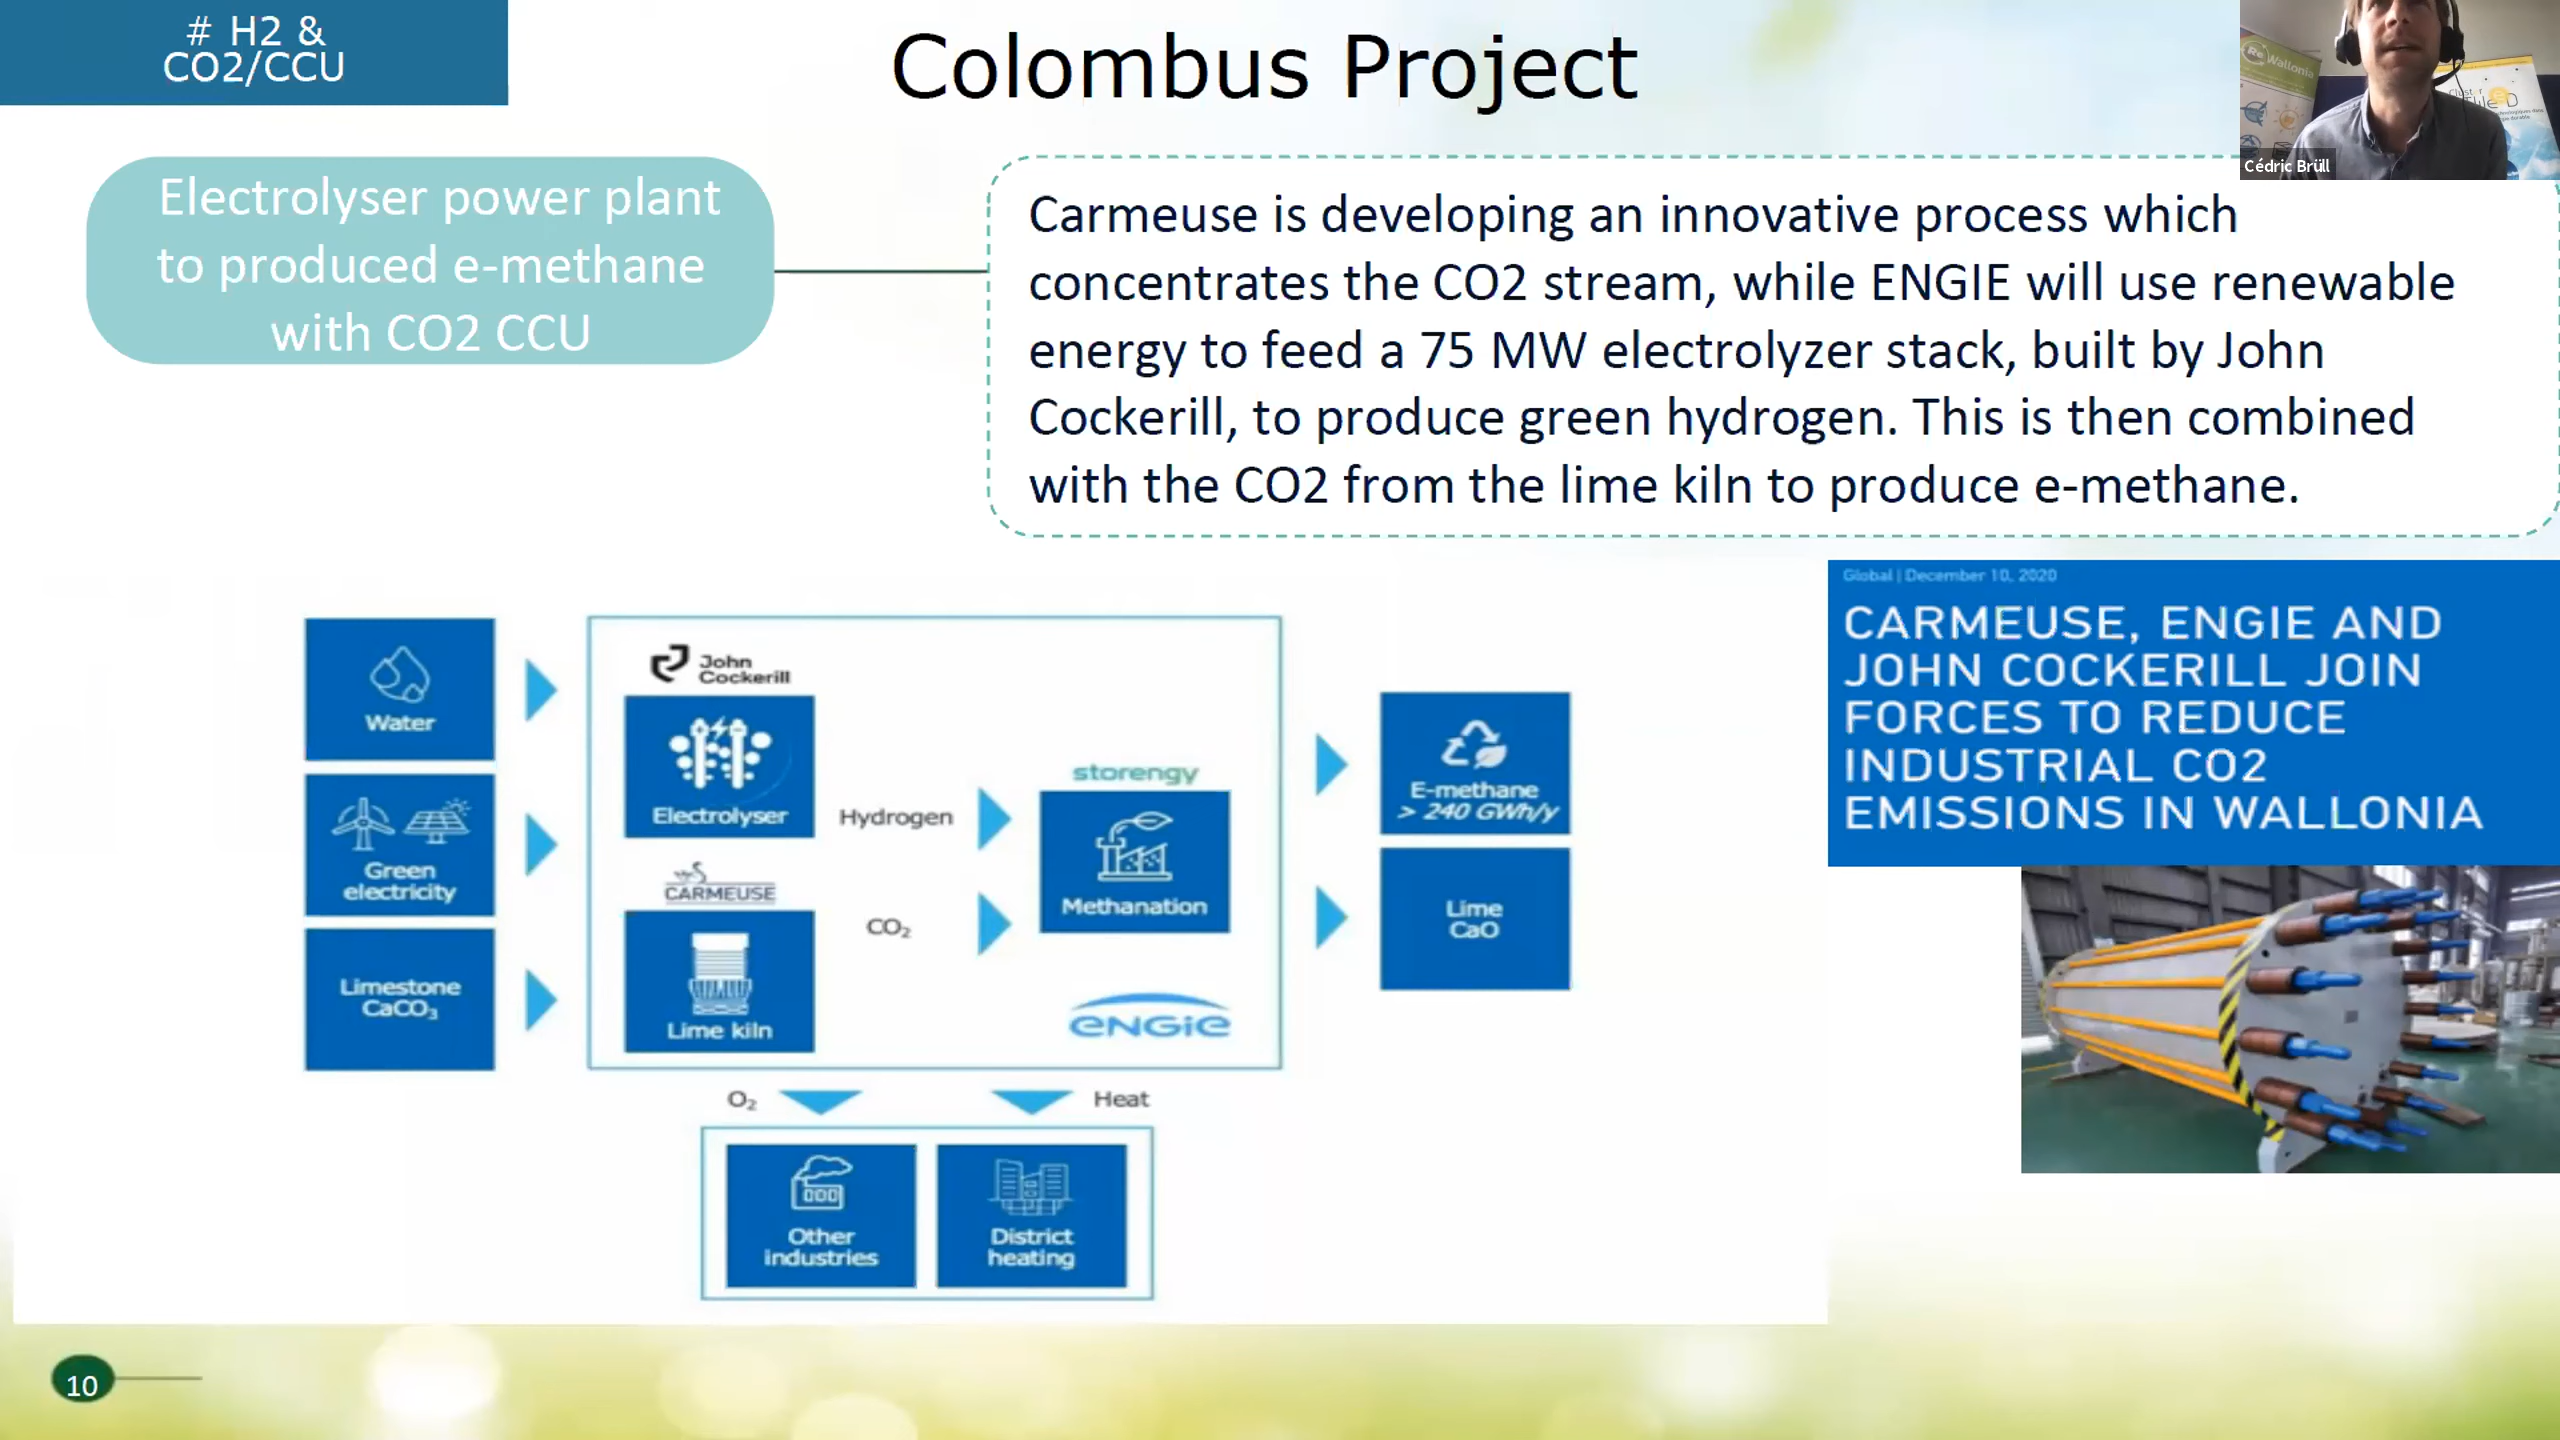 # H2 &
CO2/CCU
Colombus Project
Wallonia
Cédric Brüll
Electrolyser power plant
to produced e-methane
with CO2 CCU
Carmeuse is developing an innovative process which
concentrates the CO2 stream, while ENGIE will use renewable
energy to feed a 75 MW electrolyzer stack, built by John
Cockerill, to produce green hydrogen. This is then combined
with the CO2 from the lime kiln to produce e-methane.
Global | December 10, 2020
CARMEUSE, ENGIE AND
JOHN COCKERILL JOIN
FORCES TO REDUCE
INDUSTRIAL CO2
EMISSIONS IN WALLONIA
Water
Green
electricity
Limestone
CaCO₃
John
Cockerill
Electrolyser
CARMEUSE
Lime kiln
Hydrogen
CO₂
storengy
Methanation
ENGIE
E-methane
> 240 GWh/y
Lime
CaO
O₂
Heat
Other
industries
District
heating
10